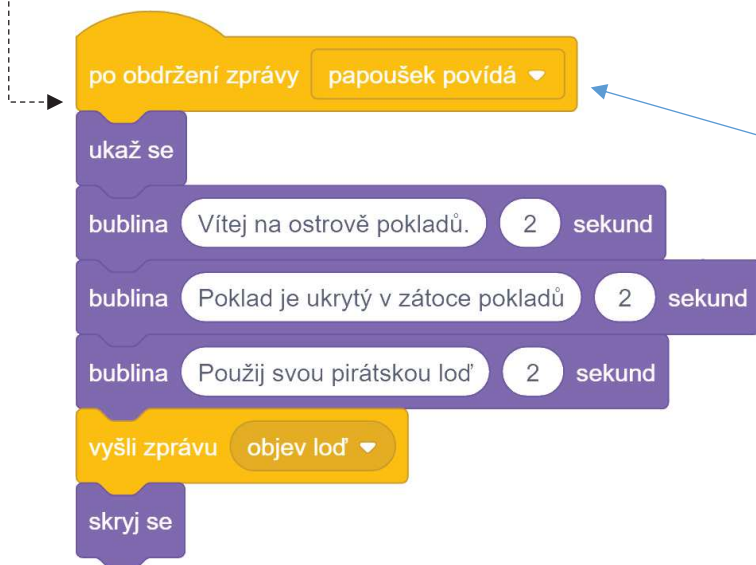 po obdržení zprávy papoušek povídá
ukaž se
bublina Vítej na ostrově pokladů. 2 sekund
bublina Poklad je ukrytý v zátoce pokladů 2 sekund
bublina Použij svou pirátskou loď 2 sekund
vyšli zprávu objev loď
skryj se